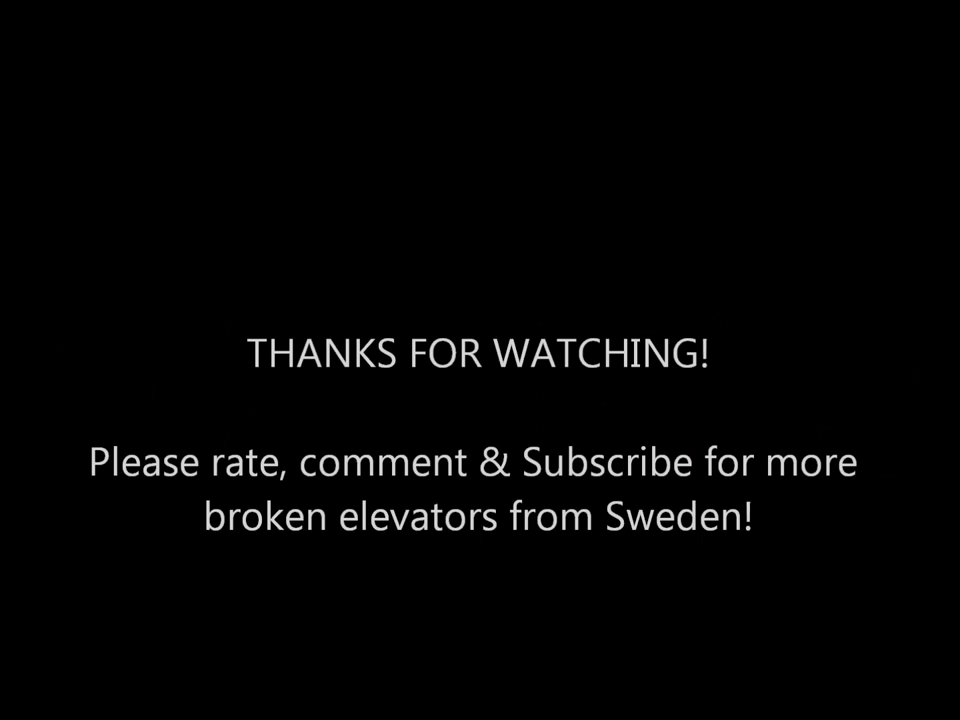 THANKS FOR WATCHING!
Please rate, comment & Subscribe for more
broken elevators from Sweden!